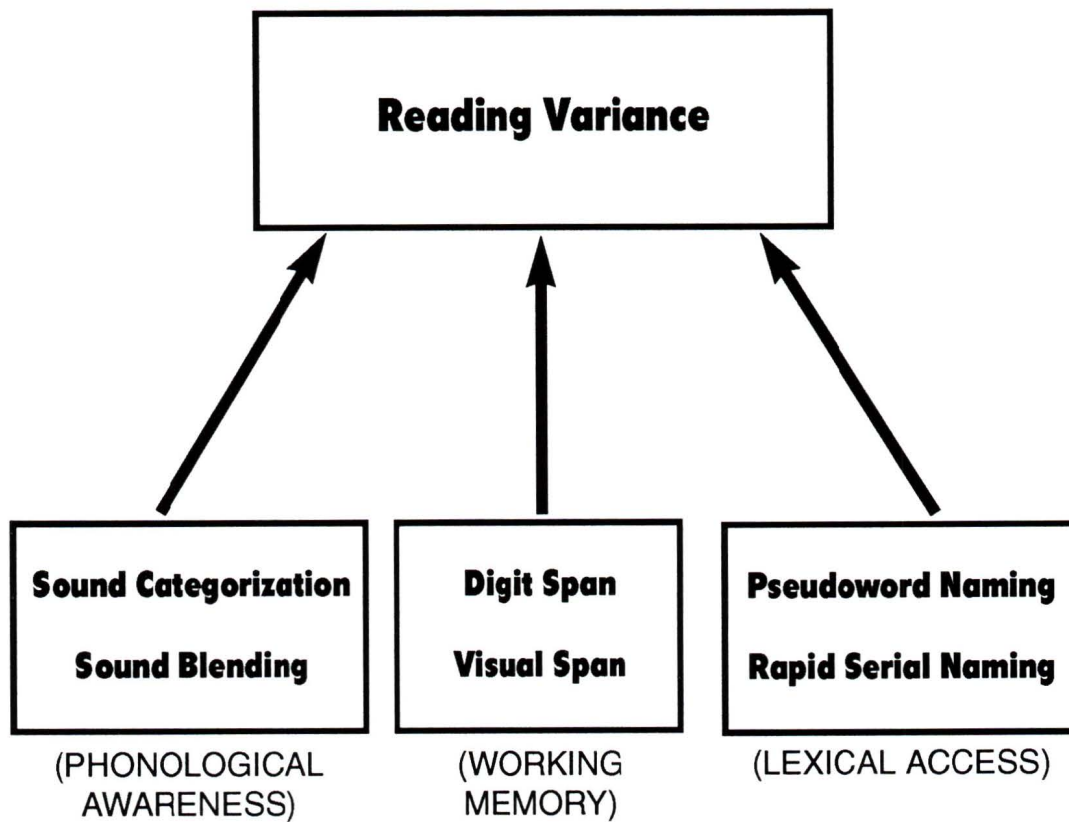 Reading Variance
Sound Categorization
Sound Blending
(PHONOLOGICAL
AWARENESS)
Digit Span
Visual Span
(WORKING
MEMORY)
Pseudoword Naming
Rapid Serial Naming
(LEXICAL ACCESS)